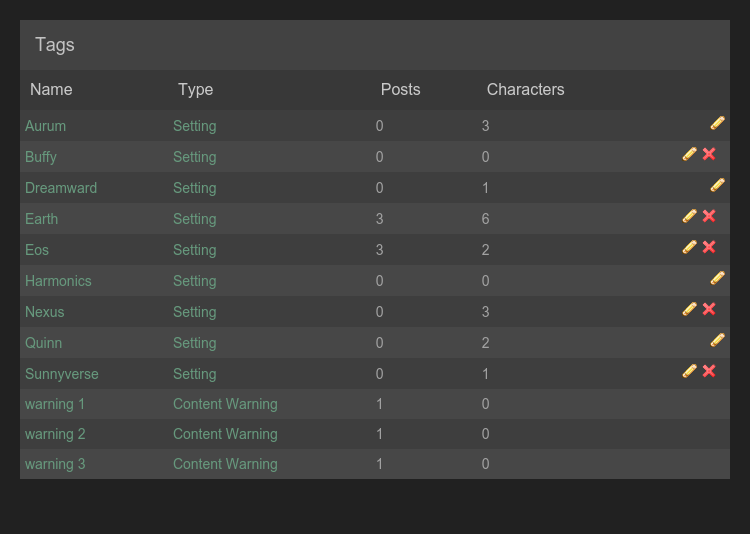 Tags
Name Type Posts Characters
Aurum Setting 0 3
Buffy Setting 0 0
Dreamward Setting 0 1
Earth Setting 3 6
Eos Setting 3 2
Harmonics Setting 0 0
Nexus Setting 0 3
Quinn Setting 0 2
Sunnyverse Setting 0 1
warning 1 Content Warning 1 0
warning 2 Content Warning 1 0
warning 3 Content Warning 1 0